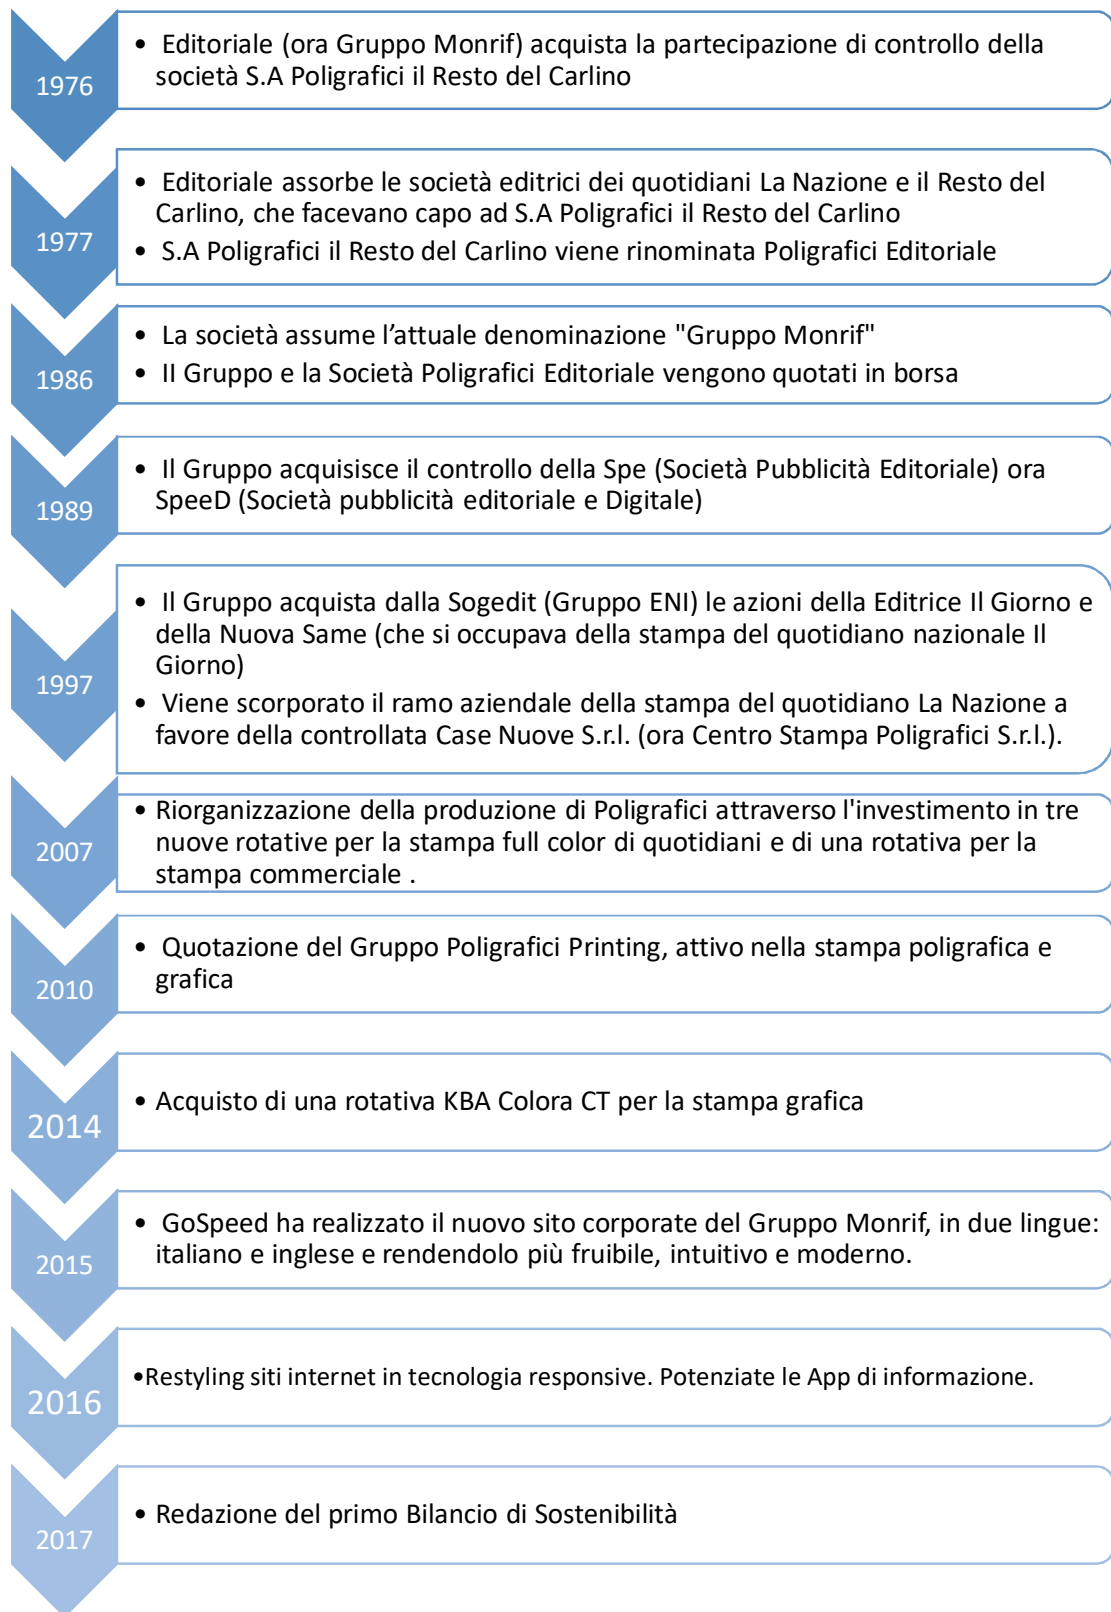 1976
• Editoriale (ora Gruppo Monrif) acquista la partecipazione di controllo della
società S.A Poligrafici il Resto del Carlino
1977
• Editoriale assorbe le società editrici dei quotidiani La Nazione e il Resto del
Carlino, che facevano capo ad S.A Poligrafici il Resto del Carlino
• S.A Poligrafici il Resto del Carlino viene rinominata Poligrafici Editoriale
1986
• La società assume l’attuale denominazione "Gruppo Monrif"
• II Gruppo e la Società Poligrafici Editoriale vengono quotati in borsa
1989
• Il Gruppo acquisisce il controllo della Spe (Società Pubblicità Editoriale) ora
SpeeD (Società pubblicità editoriale e Digitale)
1997
• Il Gruppo acquista dalla Sogedit (Gruppo ENI) le azioni della Editrice Il Giorno e
della Nuova Same (che si occupava della stampa del quotidiano nazionale Il
Giorno)
• Viene scorporato il ramo aziendale della stampa del quotidiano La Nazione a
favore della controllata Case Nuove S.r.l. (ora Centro Stampa Poligrafici S.r.l.).
2007
• Riorganizzazione della produzione di Poligrafici attraverso l'investimento in tre
nuove rotative per la stampa full color di quotidiani e di una rotativa per la
stampa commerciale .
2010
• Quotazione del Gruppo Poligrafici Printing, attivo nella stampa poligrafica e
grafica
2014
• Acquisto di una rotativa KBA Colora CT per la stampa grafica
2015
• GoSpeed ha realizzato il nuovo sito corporate del Gruppo Monrif, in due lingue:
italiano e inglese e rendendolo più fruibile, intuitivo e moderno.
2016
•Restyling siti internet in tecnologia responsive. Potenziate le App di informazione.
2017
• Redazione del primo Bilancio di Sostenibilità